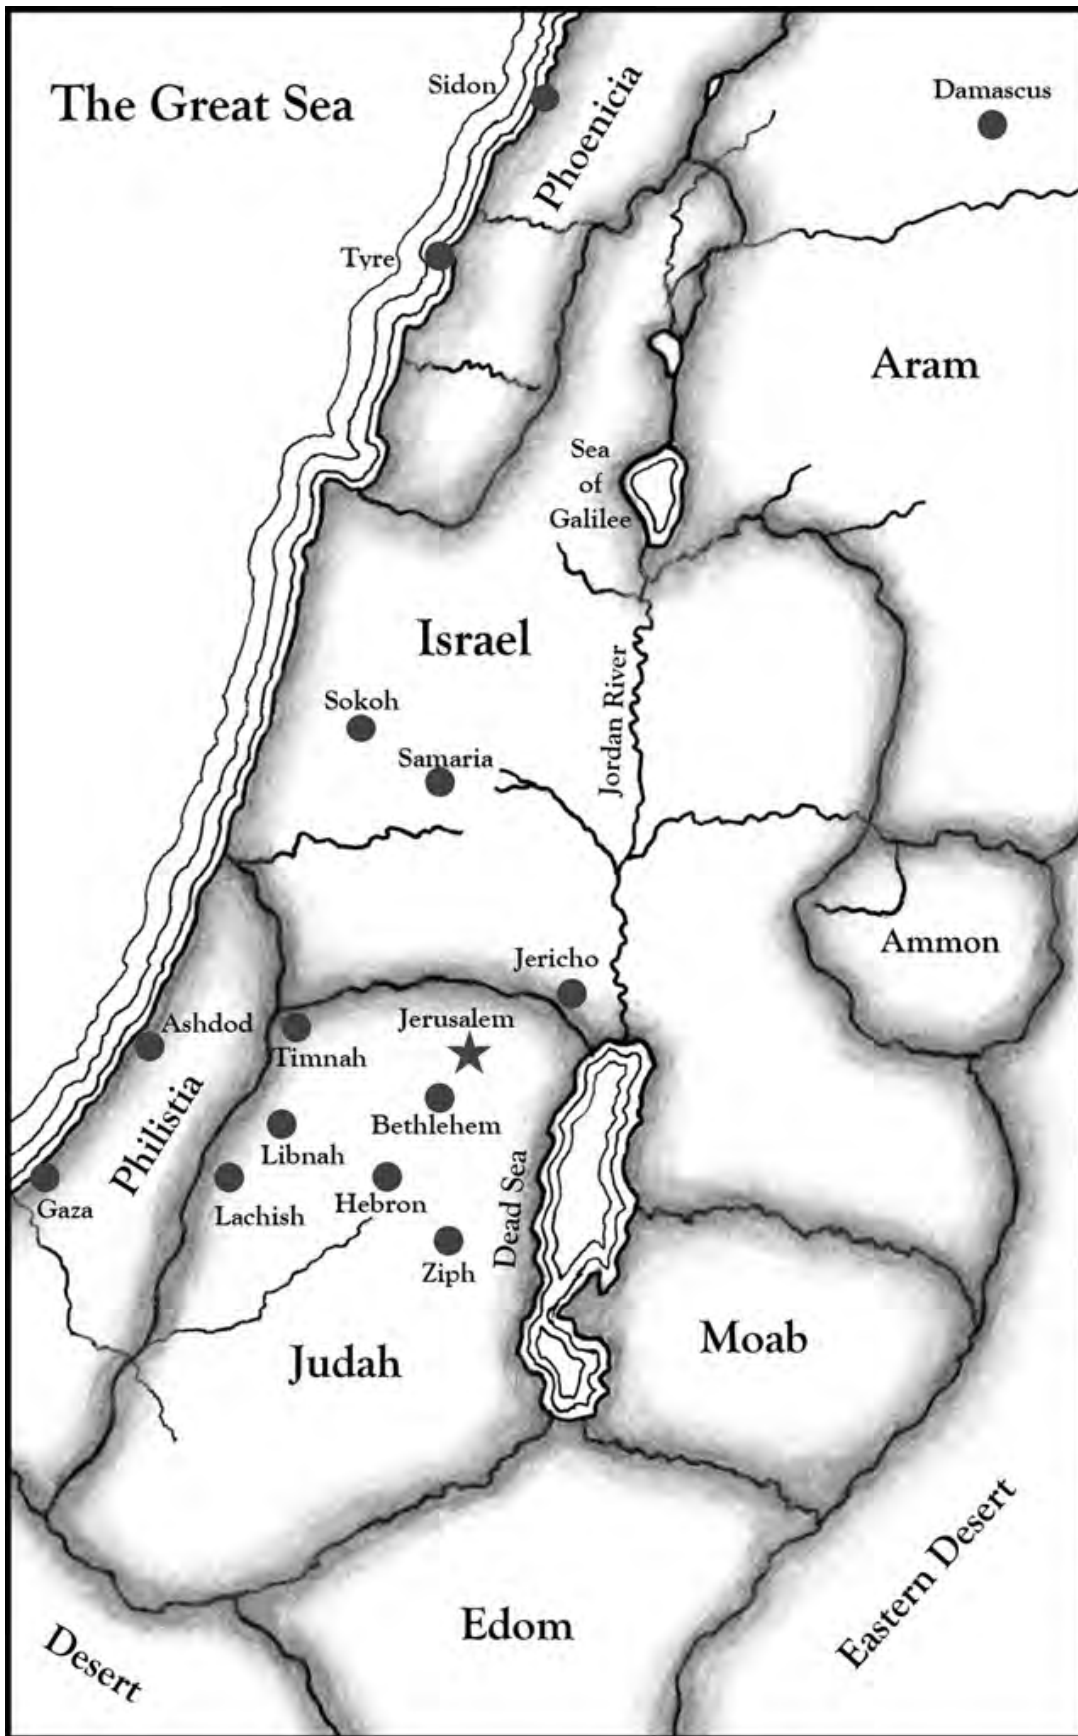 Sidon
Damascus
The Great Sea
Phoenicia
Tyre
Aram
Sea
of
Galilee
Israel
Sokoh
Samaria
Jordan River
Ammon
Jericho
Ashdod
Jerusalem
Timnah
Philistia
Bethlehem
Libnah
Gaza
Lachish
Hebron
Dead Sea
Ziph
Moab
Judah
Eastern Desert
Edom
Desert